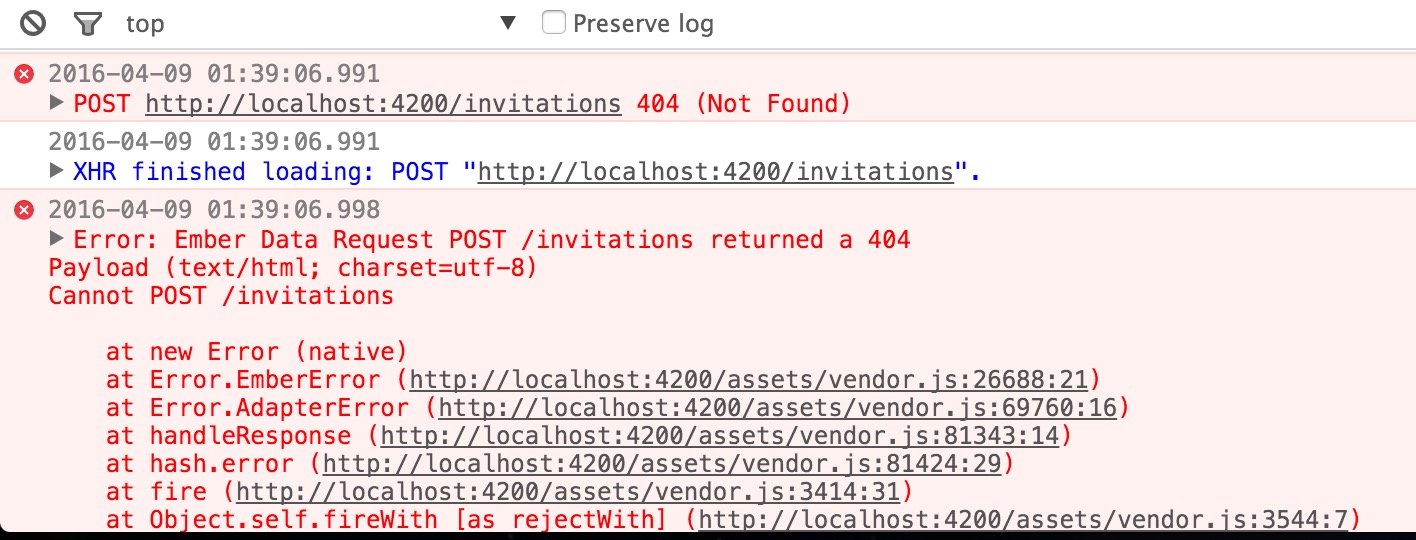 top ▼ Preserve log
2016-04-09 01:39:06.991
▶ POST http://localhost:4200/invitations 404 (Not Found)
2016-04-09 01:39:06.991
▶ XHR finished loading: POST "http://localhost:4200/invitations".
2016-04-09 01:39:06.998
▶ Error: Ember Data Request POST /invitations returned a 404
Payload (text/html; charset=utf-8)
Cannot POST /invitations
at new Error (native)
at Error.EmberError (http://localhost:4200/assets/vendor.js:26688:21)
at Error.AdapterError (http://localhost:4200/assets/vendor.js:69760:16)
at handleResponse (http://localhost:4200/assets/vendor.js:81343:14)
at hash.error (http://localhost:4200/assets/vendor.js:81424:29)
at fire (http://localhost:4200/assets/vendor.js:3414:31)
at Object.self.fireWith [as rejectWith] (http://localhost:4200/assets/vendor.js:3544:7)